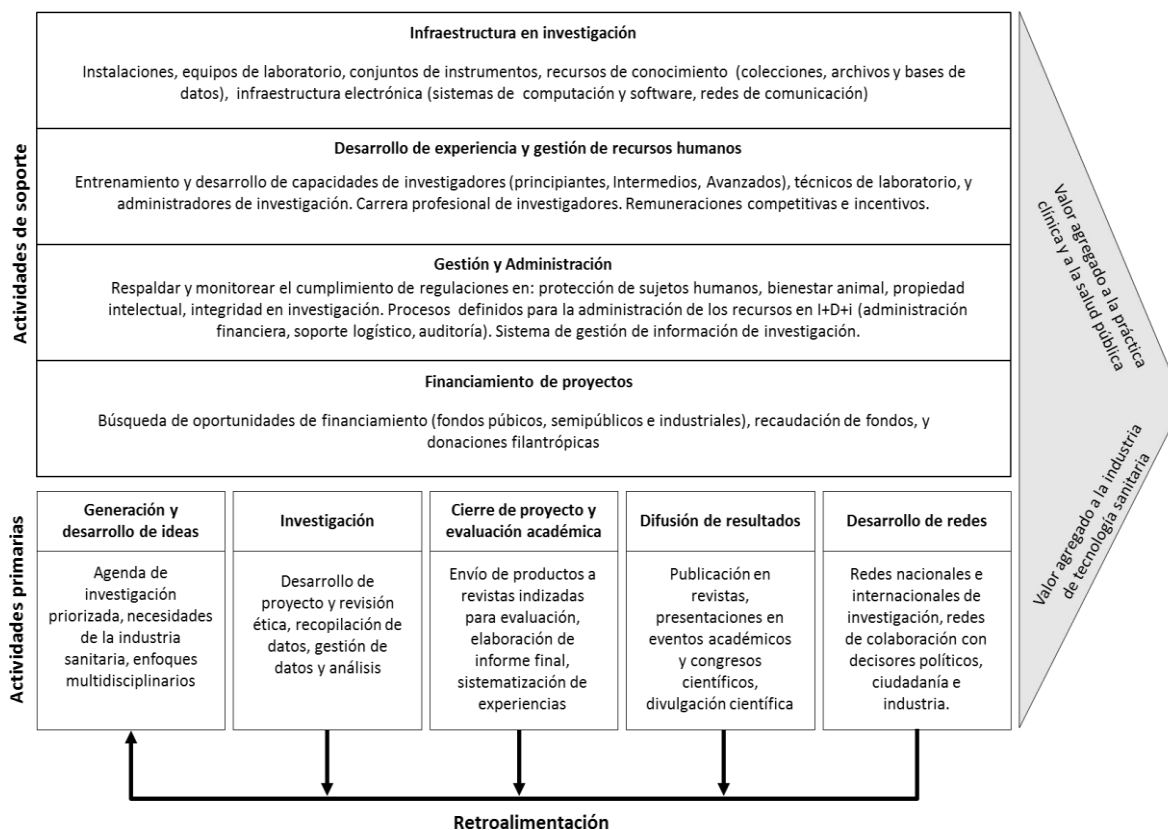 Infraestructura en investigación
Instalaciones, equipos de laboratorio, conjuntos de instrumentos, recursos de conocimiento (colecciones, archivos y bases de
datos), infraestructura electrónica (sistemas de computación y software, redes de comunicación)
Desarrollo de experiencia y gestión de recursos humanos
Entrenamiento y desarrollo de capacidades de investigadores (principiantes, Intermedios, Avanzados), técnicos de laboratorio, y
administradores de investigación. Carrera profesional de investigadores. Remuneraciones competitivas e incentivos.
Gestión y Administración
Respaldar y monitorear el cumplimiento de regulaciones en: protección de sujetos humanos, bienestar animal, propiedad
intelectual, integridad en investigación. Procesos definidos para la administración de los recursos en I+D+i (administración
financiera, soporte logístico, auditoría). Sistema de gestión de información de investigación.
Financiamiento de proyectos
Búsqueda de oportunidades de financiamiento (fondos púbicos, semipúblicos e industriales), recaudación de fondos, y
donaciones filantrópicas
Actividades de soporte
Valor agregado a la práctica
clínica y a la salud pública
Valor agregado a la industria
de tecnología sanitaria
Actividades primarias
Generación y
desarrollo de ideas
Agenda de
investigación
priorizada, necesidades
de la industria
sanitaria, enfoques
multidisciplinarios
Investigación
Desarrollo de
proyecto y revisión
ética, recopilación de
datos, gestión de
datos y análisis
Cierre de proyecto y
evaluación académica
Envío de productos a
revistas indizadas
para evaluación,
elaboración de
informe final,
sistematización de
experiencias
Difusión de resultados
Publicación en
revistas,
presentaciones en
eventos académicos
y congresos
científicos,
divulgación científica
Desarrollo de redes
Redes nacionales e
internacionales de
investigación, redes
de colaboración con
decisores políticos,
ciudadanía e
industria.
Retroalimentación